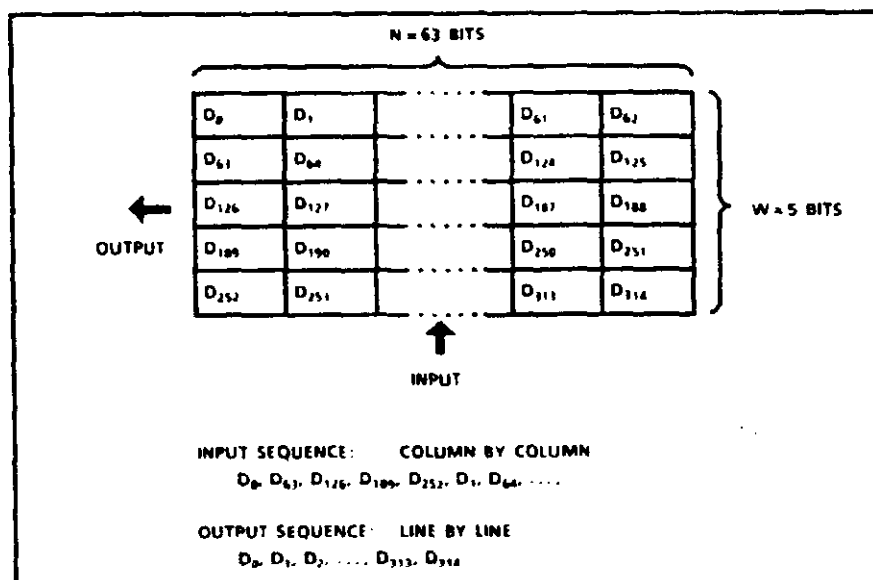 N = 63 BITS
D0 D1 ..... D61 D62
D63 D64 D124 D125
D126 D127 D187 D188
W = 5 BITS
OUTPUT
D189 D190 D250 D251
D252 D253 ..... D313 D314
INPUT
INPUT SEQUENCE: COLUMN BY COLUMN
D0, D63, D126, D189, D252, D1, D64, ....
OUTPUT SEQUENCE: LINE BY LINE
D0, D1, D2, ...., D313, D314